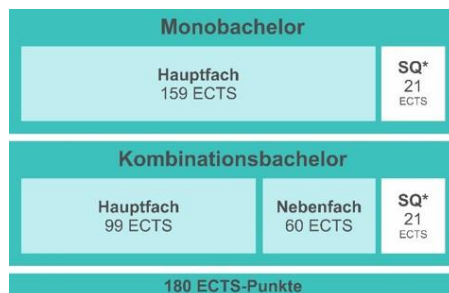 Monobachelor
Hauptfach
159 ECTS
SQ*
21
ECTS
Kombinationsbachelor
Hauptfach
99 ECTS
Nebenfach
60 ECTS
SQ*
21
ECTS
180 ECTS-Punkte